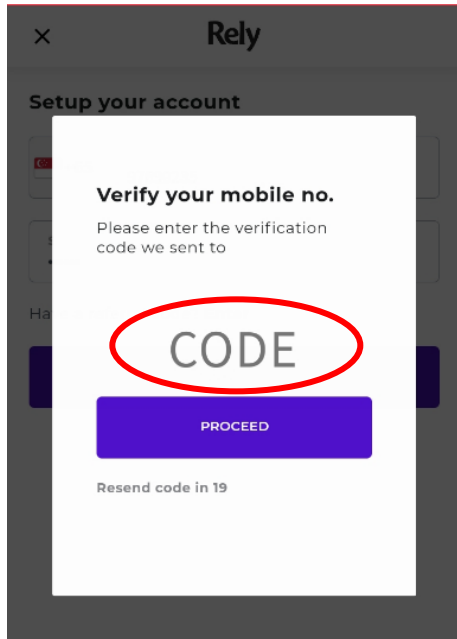 Rely
Setup your account
Verify your mobile no.
Please enter the verification
code we sent to
Ha
CODE
PROCEED
Resend code in 19